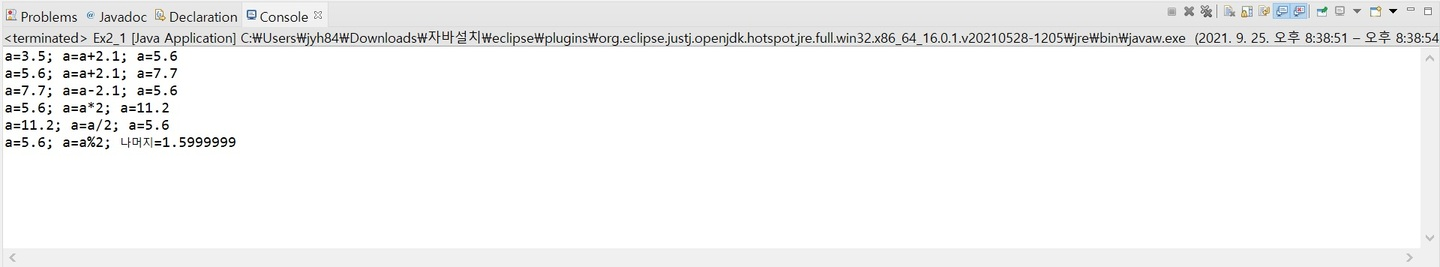 Problems Javadoc Declaration Console
<terminated> Ex2_1 [Java Application] C:₩Users₩jyh84₩Downloads₩자바설치₩eclipse₩plugins₩org.eclipse.justj.openjdk.hotspot.jre.full.win32.x86_64_16.0.1.v20210528-1205₩jre₩bin₩javaw.exe (2021. 9. 25. 오후 8:38:51 – 오후 8:38:54
a=3.5; a=a+2.1; a=5.6
a=5.6; a=a+2.1; a=7.7
a=7.7; a=a-2.1; a=5.6
a=5.6; a=a*2; a=11.2
a=11.2; a=a/2; a=5.6
a=5.6; a=a%2; 나머지=1.5999999